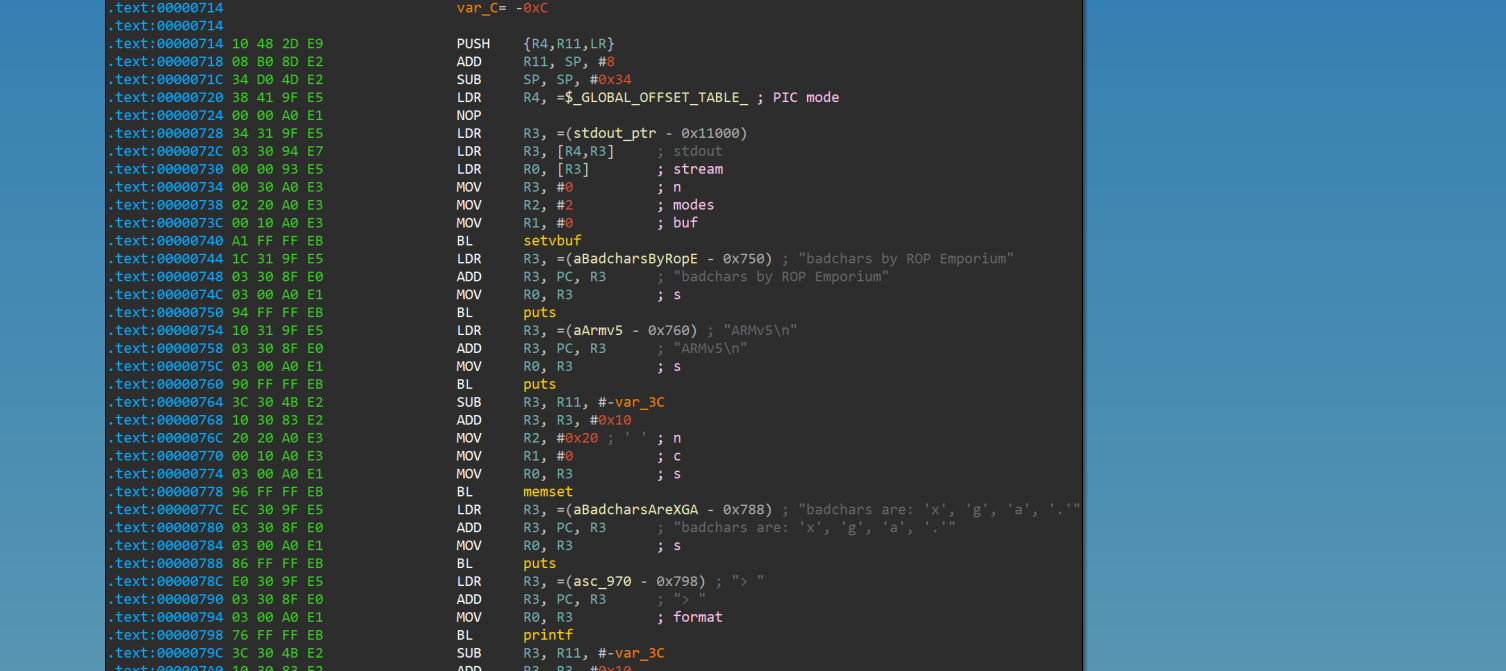 .text:00000714 var_C= -0xC
.text:00000714
.text:00000714 10 48 2D E9 PUSH {R4,R11,LR}
.text:00000718 08 B0 8D E2 ADD R11, SP, #8
.text:0000071C 34 D0 4D E2 SUB SP, SP, #0x34
.text:00000720 38 41 9F E5 LDR R4, =$_GLOBAL_OFFSET_TABLE_ ; PIC mode
.text:00000724 00 00 A0 E1 NOP
.text:00000728 34 31 9F E5 LDR R3, =(stdout_ptr - 0x11000)
.text:0000072C 03 30 94 E7 LDR R3, [R4,R3] ; stdout
.text:00000730 00 00 93 E5 LDR R0, [R3] ; stream
.text:00000734 00 30 A0 E3 MOV R3, #0 ; n
.text:00000738 02 20 A0 E3 MOV R2, #2 ; modes
.text:0000073C 00 10 A0 E3 MOV R1, #0 ; buf
.text:00000740 A1 FF FF EB BL setvbuf
.text:00000744 1C 31 9F E5 LDR R3, =(aBadcharsByRopE - 0x750) ; "badchars by ROP Emporium"
.text:00000748 03 30 8F E0 ADD R3, PC, R3 ; "badchars by ROP Emporium"
.text:0000074C 03 00 A0 E1 MOV R0, R3 ; s
.text:00000750 94 FF FF EB BL puts
.text:00000754 10 31 9F E5 LDR R3, =(aArmv5 - 0x760) ; "ARMv5\n"
.text:00000758 03 30 8F E0 ADD R3, PC, R3 ; "ARMv5\n"
.text:0000075C 03 00 A0 E1 MOV R0, R3 ; s
.text:00000760 90 FF FF EB BL puts
.text:00000764 3C 30 4B E2 SUB R3, R11, #-var_3C
.text:00000768 10 30 83 E2 ADD R3, R3, #0x10
.text:0000076C 20 20 A0 E3 MOV R2, #0x20 ; ' ' ; n
.text:00000770 00 10 A0 E3 MOV R1, #0 ; c
.text:00000774 03 00 A0 E1 MOV R0, R3 ; s
.text:00000778 96 FF FF EB BL memset
.text:0000077C EC 30 9F E5 LDR R3, =(aBadcharsAreXGA - 0x788) ; "badchars are: 'x', 'g', 'a', '.'"
.text:00000780 03 30 8F E0 ADD R3, PC, R3 ; "badchars are: 'x', 'g', 'a', '.'"
.text:00000784 03 00 A0 E1 MOV R0, R3 ; s
.text:00000788 86 FF FF EB BL puts
.text:0000078C E0 30 9F E5 LDR R3, =(asc_970 - 0x798) ; "> "
.text:00000790 03 30 8F E0 ADD R3, PC, R3 ; "> "
.text:00000794 03 00 A0 E1 MOV R0, R3 ; format
.text:00000798 76 FF FF EB BL printf
.text:0000079C 3C 30 4B E2 SUB R3, R11, #-var_3C
.text:000007A0 10 30 83 E2 ADD R3, R3, #0x10